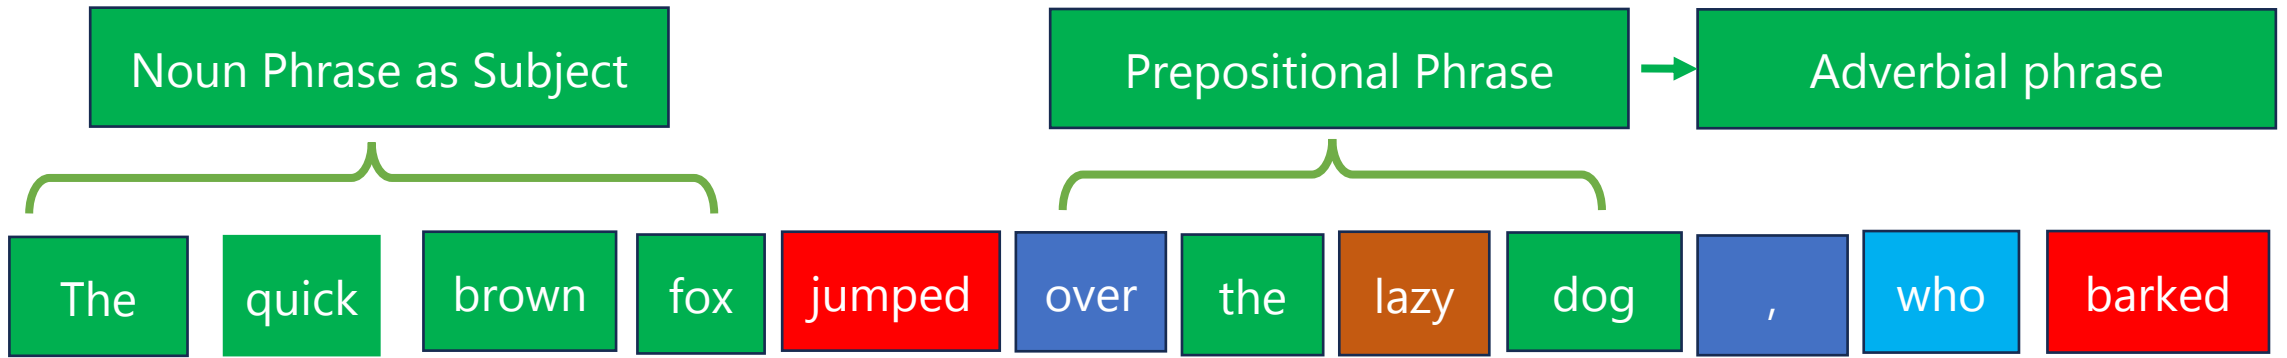 Noun Phrase as Subject Prepositional Phrase Adverbial phrase
The quick brown fox jumped over the lazy dog , who barked